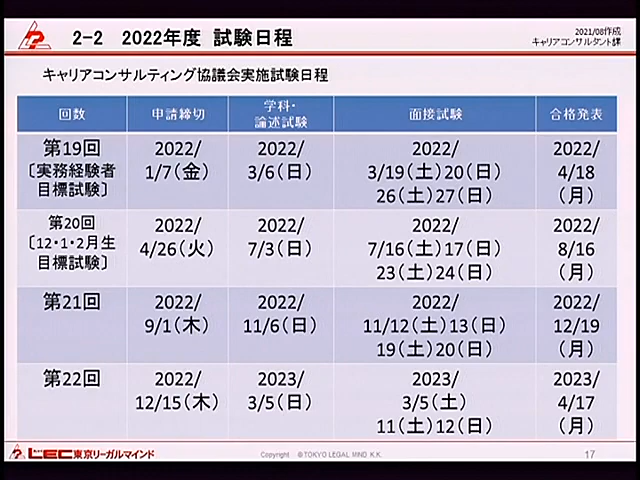 2-2 2022年度 試験日程
2021/08作成
キャリアコンサルタント課
キャリアコンサルティング協議会実施試験日程
回数 申請締切 学科・ 面接試験 合格発表
論述試験
第19回 2022/ 2022/ 2022/ 2022/
〔実務経験者 1/7(金) 3/6(日) 3/19(土)20(日) 4/18
目標試験〕 26(土)27(日) (月)
第20回 2022/ 2022/ 2022/ 2022/
〔12・1・2月生 4/26(火) 7/3(日) 7/16(土)17(日) 8/16
目標試験〕 23(土)24(日) (月)
第21回 2022/ 2022/ 2022/ 2022/
9/1(木) 11/6(日) 11/12(土)13(日) 12/19
19(土)20(日) (月)
第22回 2022/ 2023/ 2023/ 2023/
12/15(木) 3/5(日) 3/5(土) 4/17
11(土)12(日) (月)
LEC東京リーガルマインド Copyright ©TOKYO LEGAL MIND K.K. 17